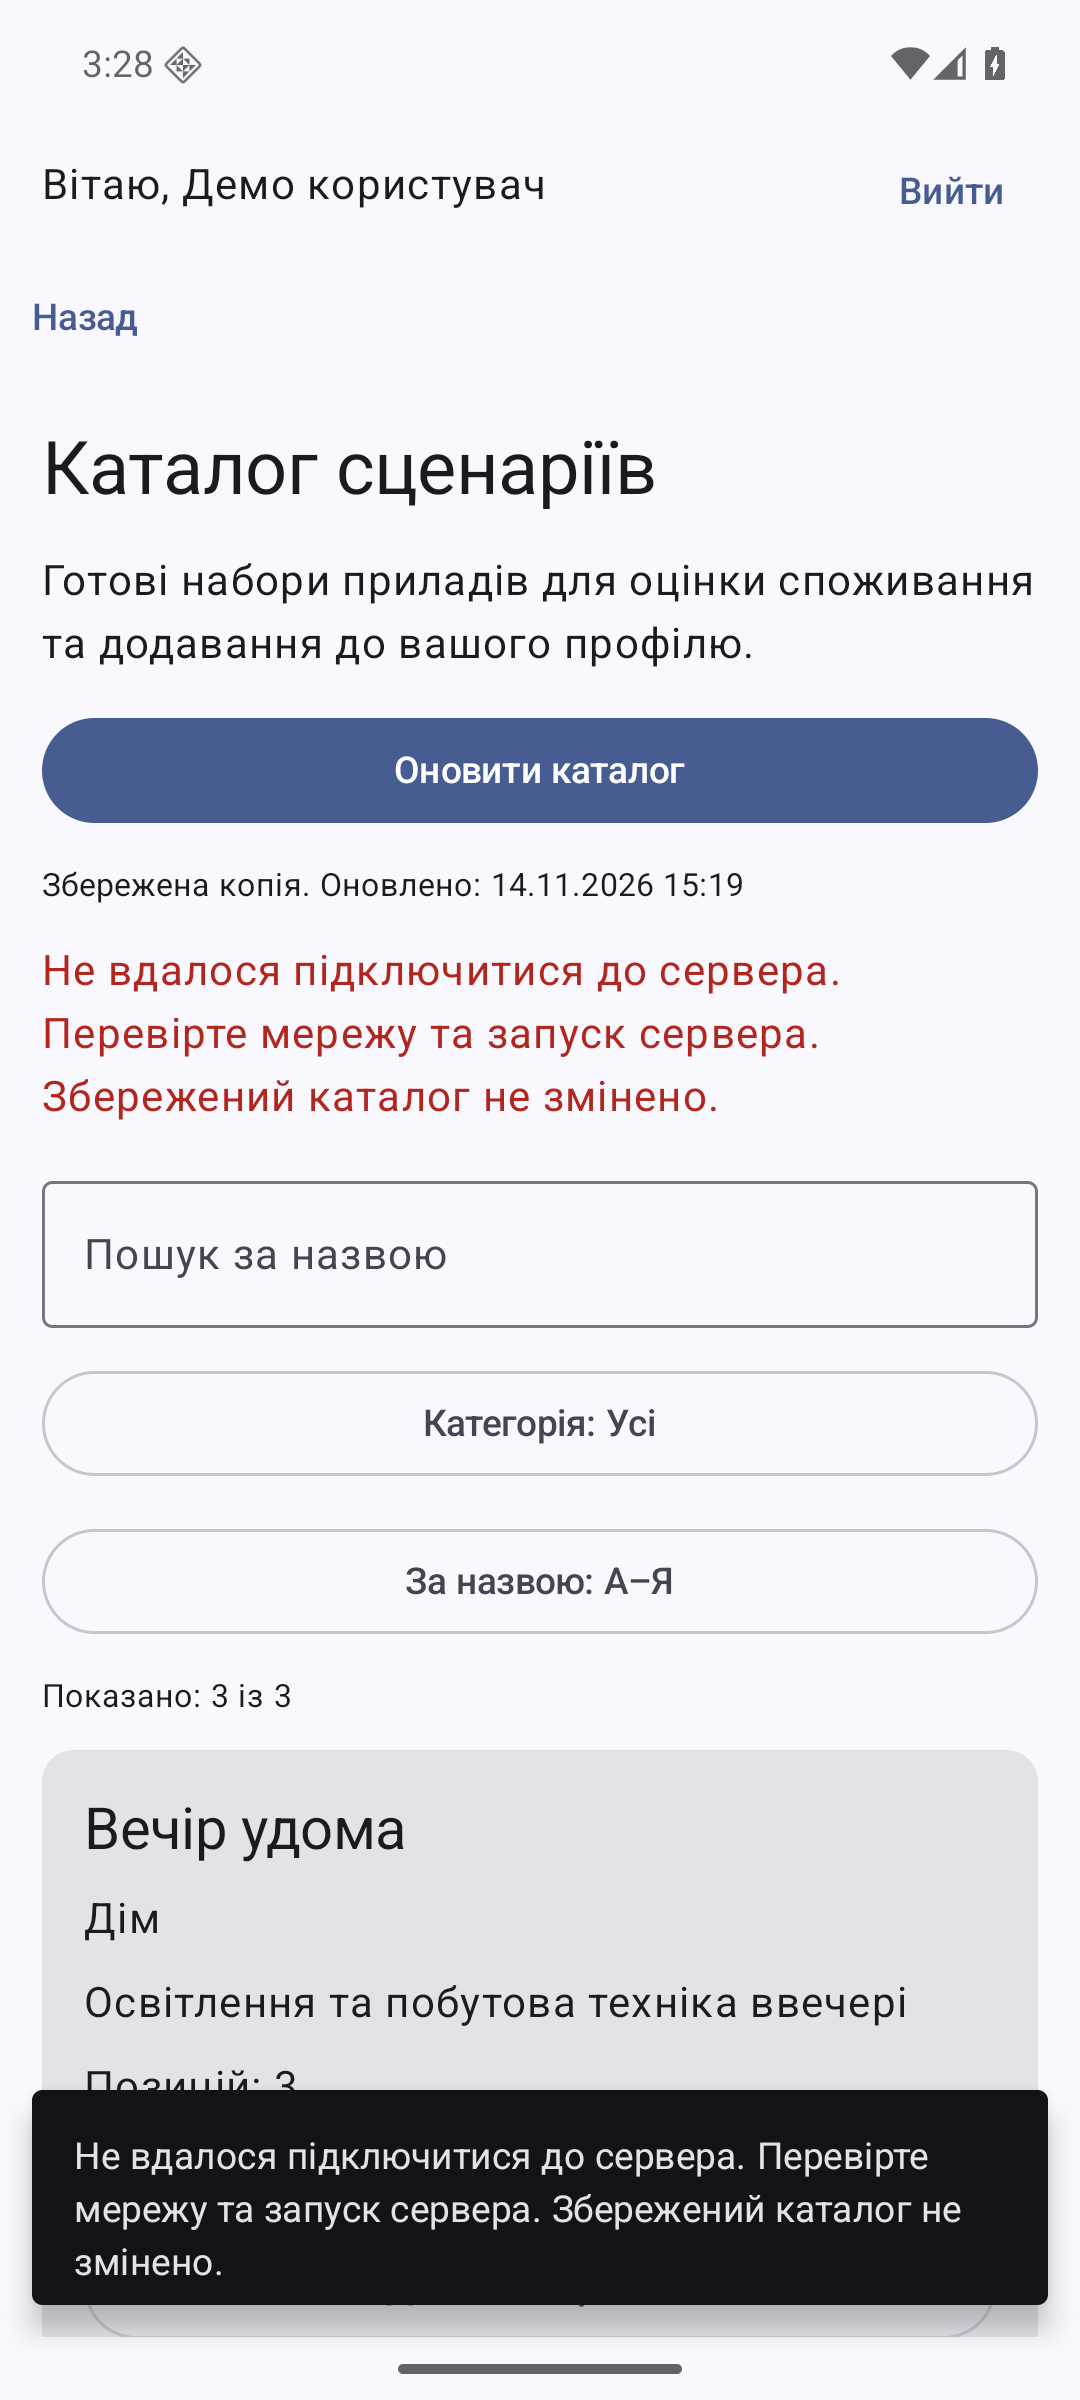 3:28
Вітаю, Демо користувач
Вийти
Назад
Каталог сценаріїв
Готові набори приладів для оцінки споживання
та додавання до вашого профілю.
Оновити каталог
Збережена копія. Оновлено: 14.11.2026 15:19
Не вдалося підключитися до сервера.
Перевірте мережу та запуск сервера.
Збережений каталог не змінено.
Пошук за назвою
Категорія: Усі
За назвою: А–Я
Показано: 3 із 3
Вечір удома
Дім
Освітлення та побутова техніка ввечері
Позицій: 3
Не вдалося підключитися до сервера. Перевірте
мережу та запуск сервера. Збережений каталог не
змінено.